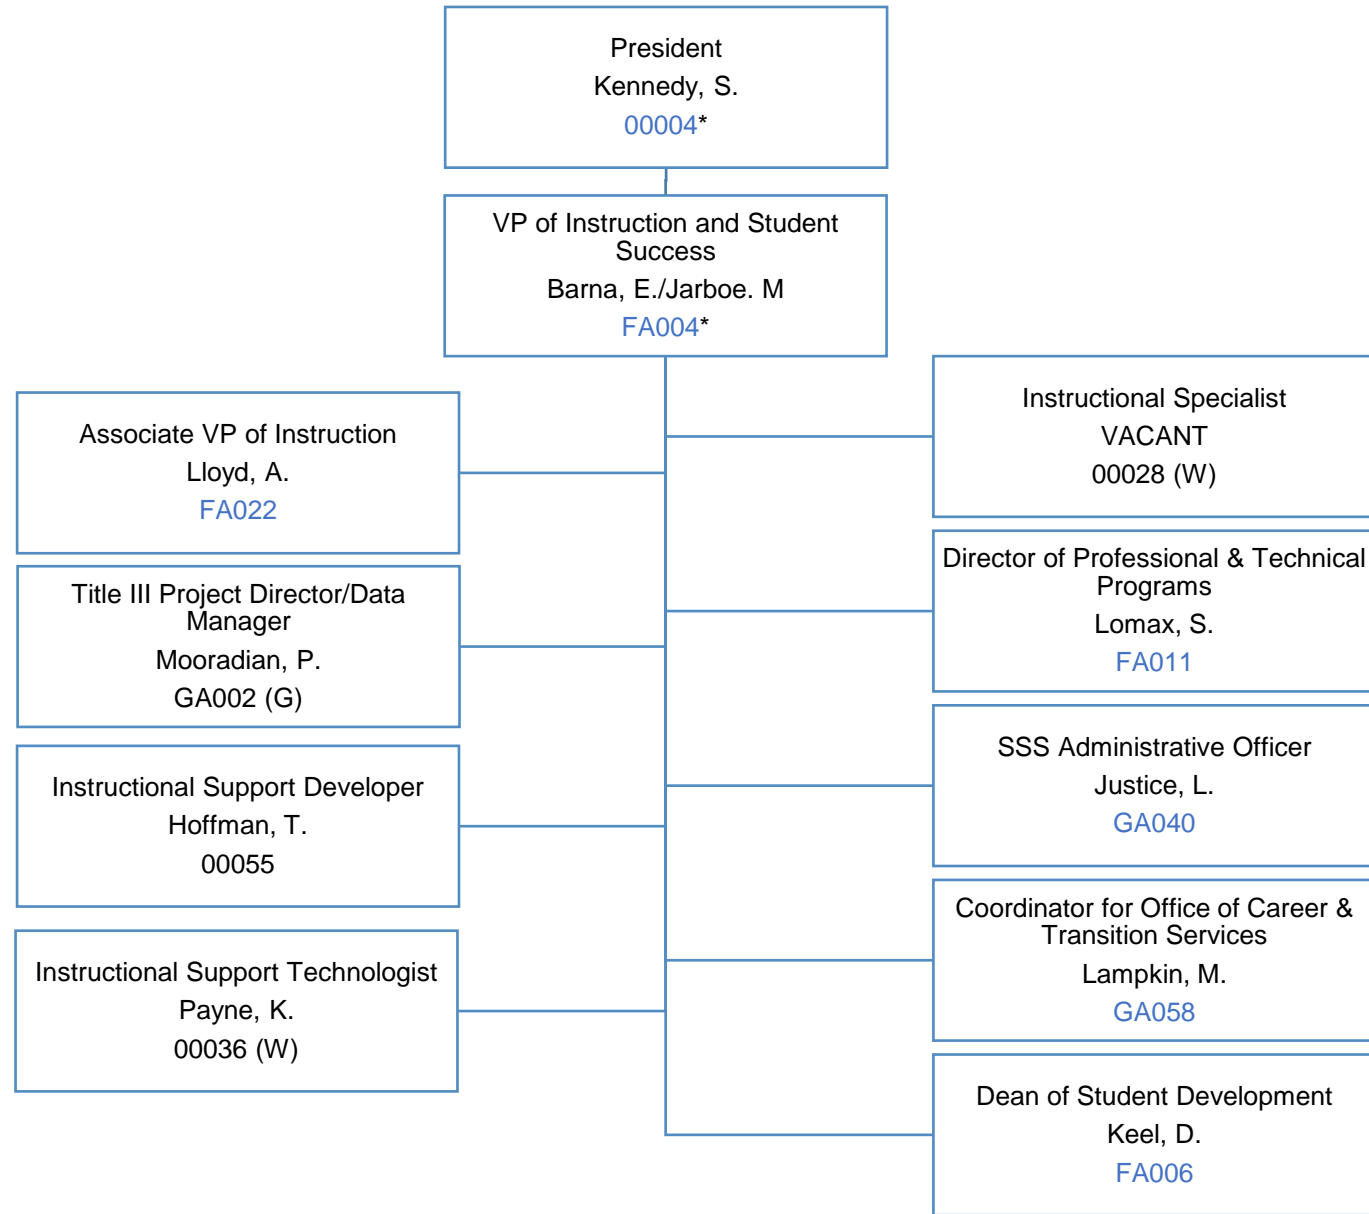 President
Kennedy, S.
00004*
VP of Instruction and Student
Success
Barna, E./Jarboe. M
FA004*
Associate VP of Instruction
Lloyd, A.
FA022
Title III Project Director/Data
Manager
Mooradian, P.
GA002 (G)
Instructional Support Developer
Hoffman, T.
00055
Instructional Support Technologist
Payne, K.
00036 (W)
Instructional Specialist
VACANT
00028 (W)
Director of Professional & Technical
Programs
Lomax, S.
FA011
SSS Administrative Officer
Justice, L.
GA040
Coordinator for Office of Career &
Transition Services
Lampkin, M.
GA058
Dean of Student Development
Keel, D.
FA006